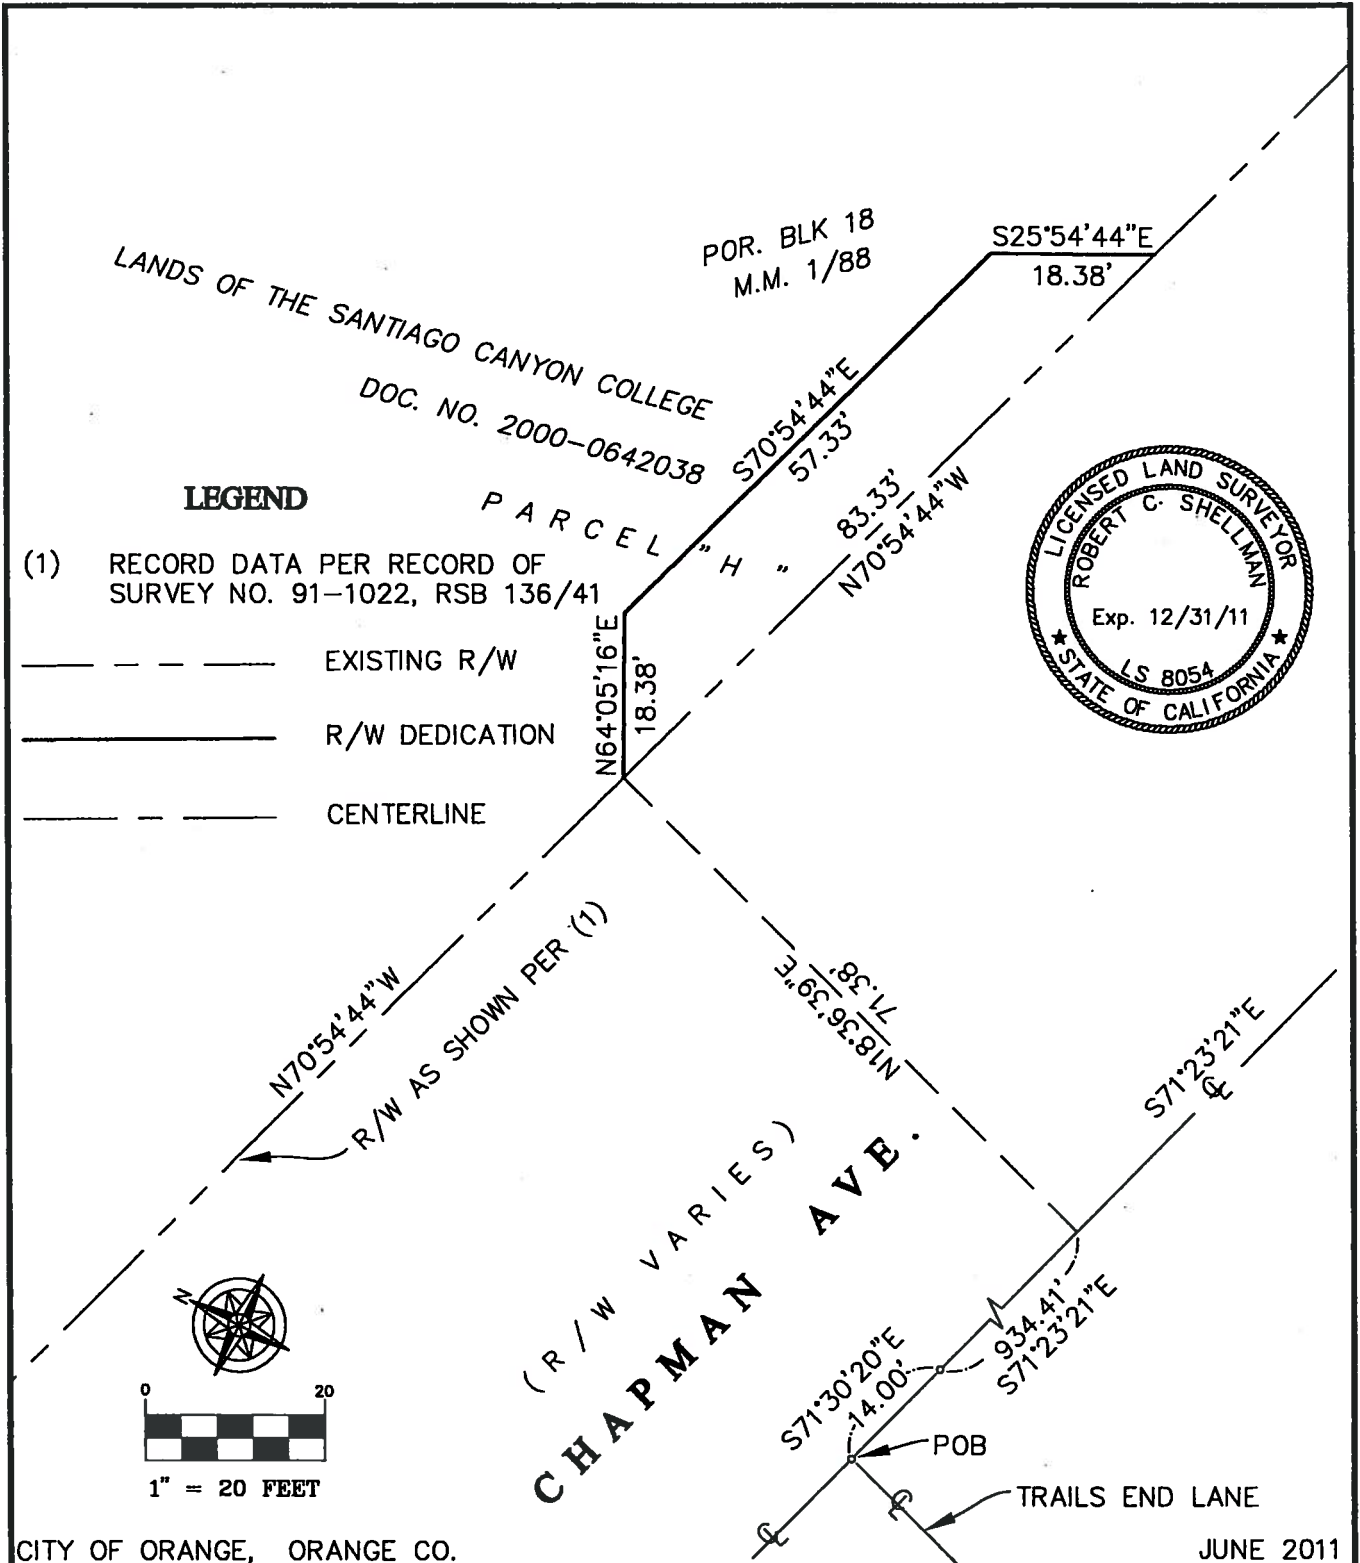 POR. BLK 18
M.M. 1/88
S25°54'44"E
18.38'
LANDS OF THE SANTIAGO CANYON COLLEGE
DOC. NO. 2000-0642038
PARCEL "H"
S70°54'44"E
57.33'
83.33'
N70°54'44"W
LICENSED LAND SURVEYOR
ROBERT C. SHELLMAN
Exp. 12/31/11
LS 8054
STATE OF CALIFORNIA
LEGEND
(1) RECORD DATA PER RECORD OF
SURVEY NO. 91-1022, RSB 136/41
EXISTING R/W
R/W DEDICATION
CENTERLINE
N64°05'16"E
18.38'
N70°54'44"W
R/W AS SHOWN PER (1)
N18°36'39"E
71.38'
S71°23'21"E
℄
(R/W VARIES)
CHAPMAN AVE.
934.41'
S71°23'21"E
S71°30'20"E
14.00'
POB
TRAILS END LANE
℄
℄
N
0 20
1" = 20 FEET
CITY OF ORANGE, ORANGE CO.
JUNE 2011